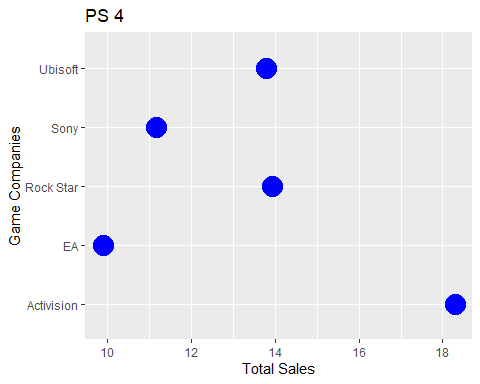 PS 4
Game Companies
Ubisoft
Sony
Rock Star
EA
Activision
10 12 14 16 18
Total Sales